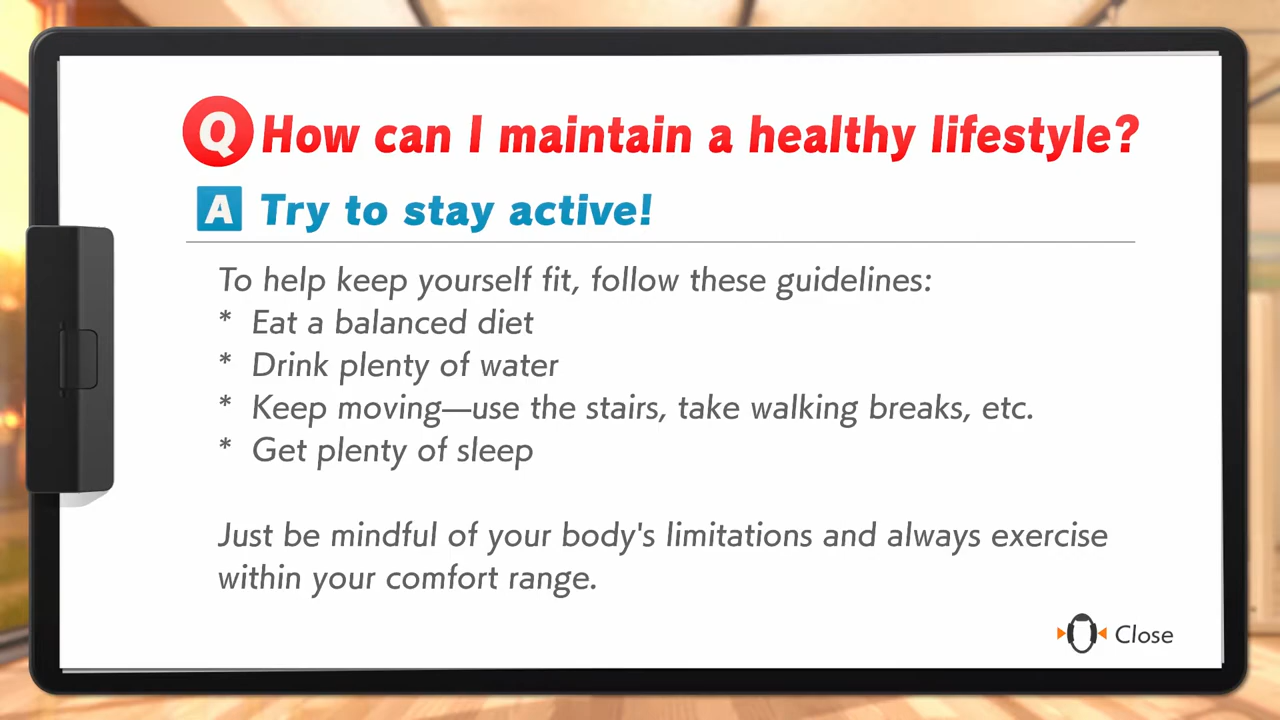 Q How can I maintain a healthy lifestyle?
A Try to stay active!
To help keep yourself fit, follow these guidelines:
* Eat a balanced diet
* Drink plenty of water
* Keep moving—use the stairs, take walking breaks, etc.
* Get plenty of sleep
Just be mindful of your body's limitations and always exercise
within your comfort range.
Close